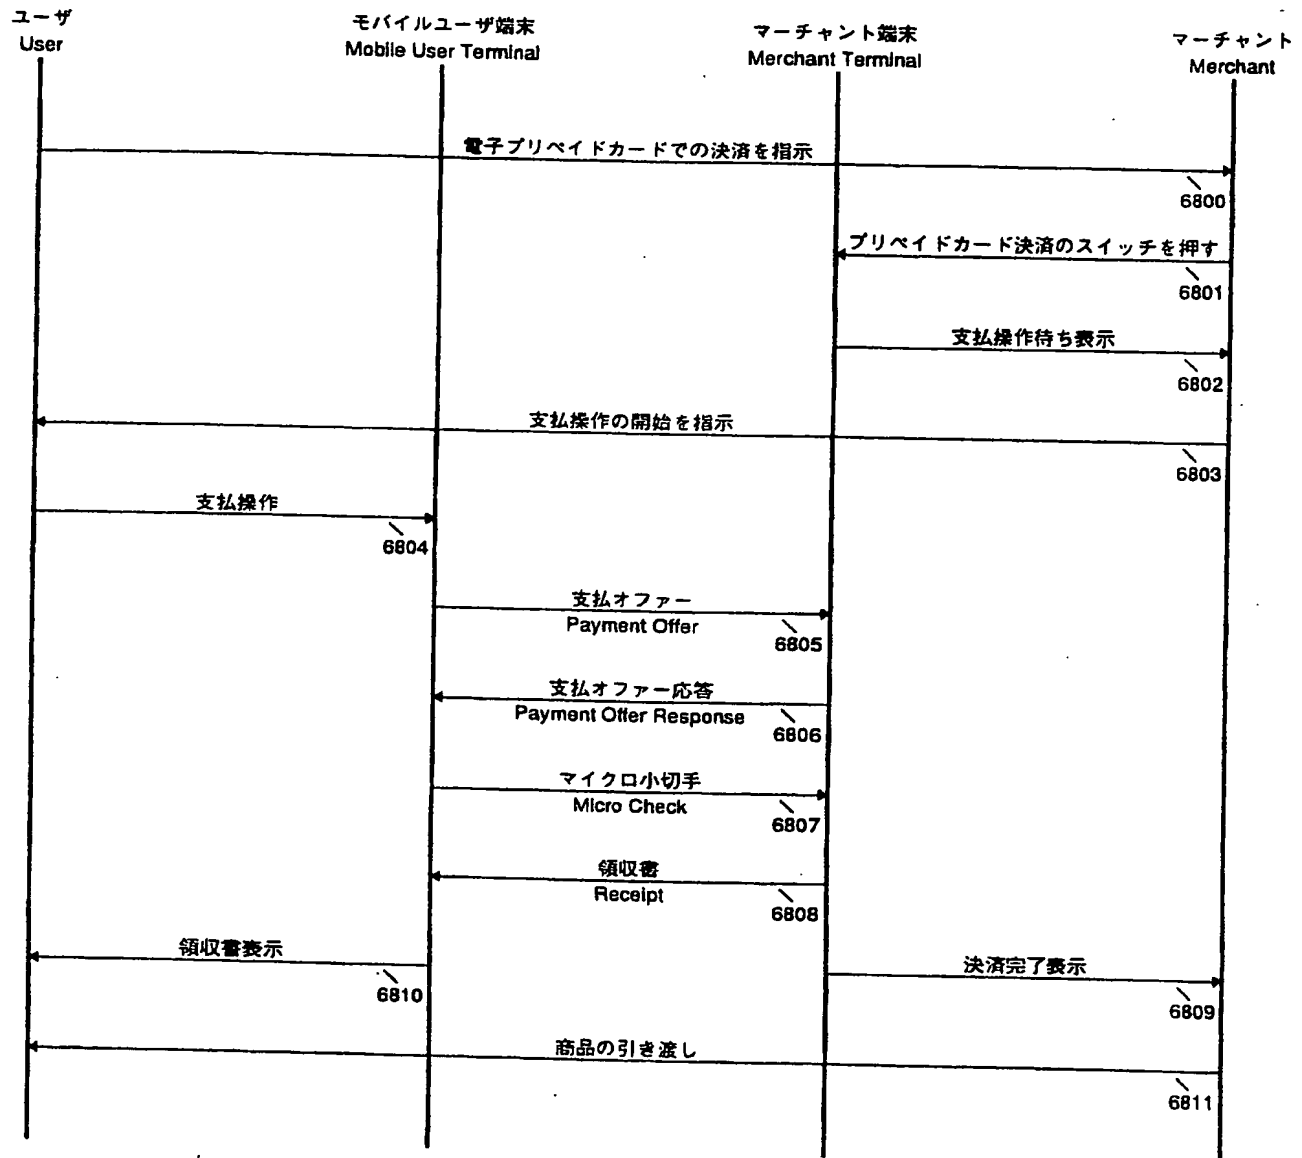 ユーザ
User
モバイルユーザ端末
Mobile User Terminal
マーチャント端末
Merchant Terminal
マーチャント
Merchant
電子プリペイドカードでの決済を指示
6800
プリペイドカード決済のスイッチを押す
6801
支払操作待ち表示
6802
支払操作の開始を指示
6803
支払操作
6804
支払オファー
Payment Offer
6805
支払オファー応答
Payment Offer Response
6806
マイクロ小切手
Micro Check
6807
領収書
Receipt
6808
領収書表示
6810
決済完了表示
6809
商品の引き渡し
6811